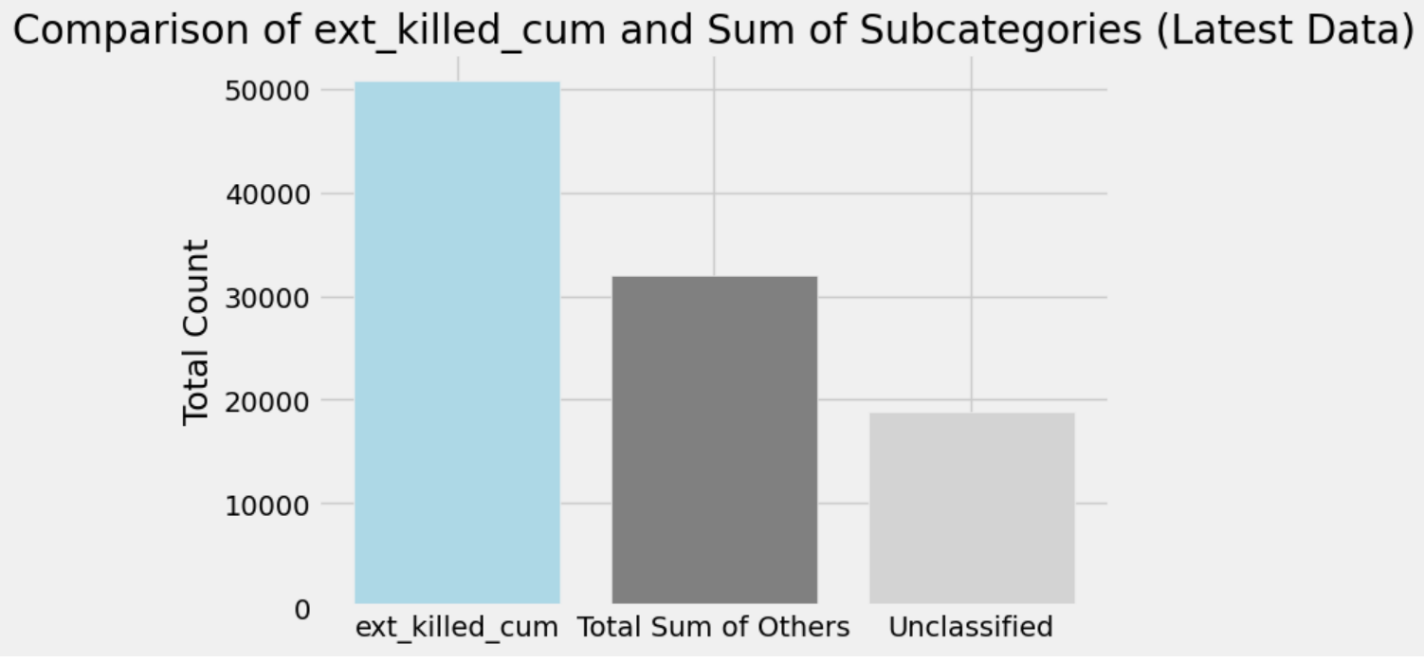 Comparison of ext_killed_cum and Sum of Subcategories (Latest Data)
Total Count
50000
40000
30000
20000
10000
0
ext_killed_cum Total Sum of Others Unclassified